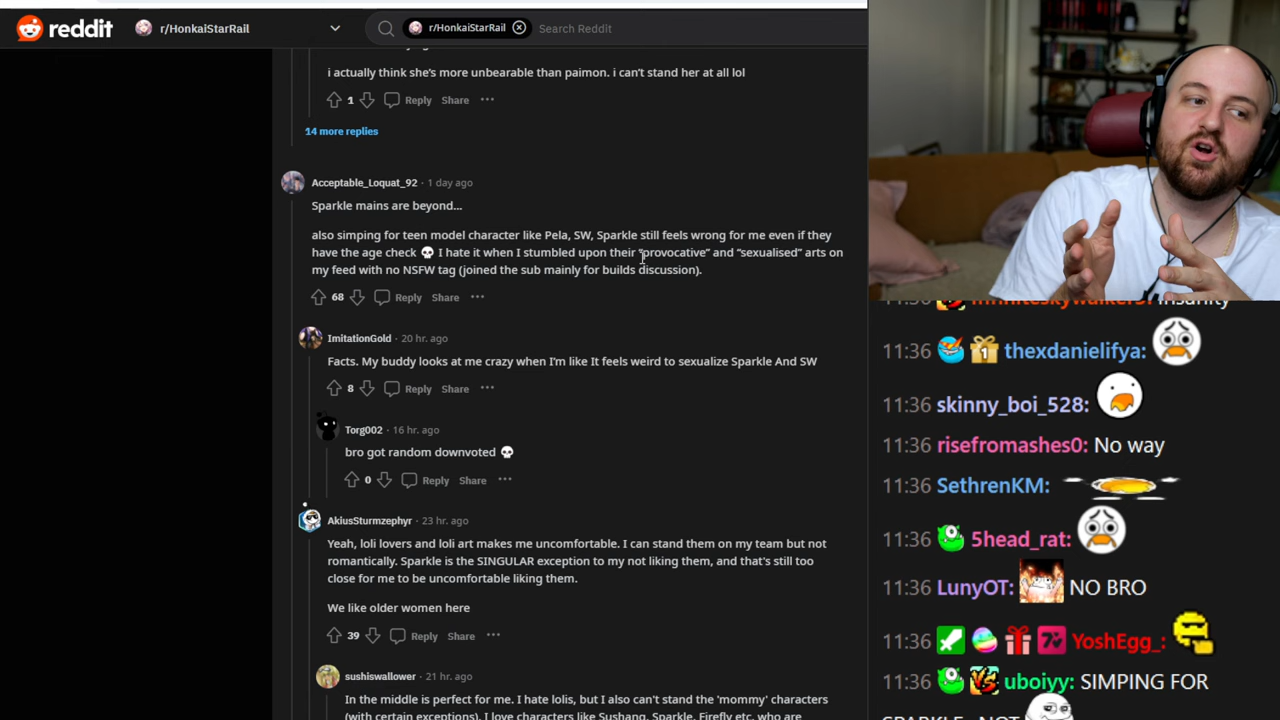 reddit
r/HonkaiStarRail
r/HonkaiStarRail
Search Reddit
i actually think she's more unbearable than paimon. i can't stand her at all lol
1 Reply Share
14 more replies
Acceptable_Loquat_92 · 1 day ago
Sparkle mains are beyond...
also simping for teen model character like Pela, SW, Sparkle still feels wrong for me even if they
have the age check 💀 I hate it when I stumbled upon their "provocative" and "sexualised" arts on
my feed with no NSFW tag (joined the sub mainly for builds discussion).
68 Reply Share
ImitationGold · 20 hr. ago
Facts. My buddy looks at me crazy when I'm like It feels weird to sexualize Sparkle And SW
8 Reply Share
Torg002 · 16 hr. ago
bro got random downvoted 💀
0 Reply Share
AkiusSturmzephyr · 23 hr. ago
Yeah, loli lovers and loli art makes me uncomfortable. I can stand them on my team but not
romantically. Sparkle is the SINGULAR exception to my not liking them, and that's still too
close for me to be uncomfortable liking them.
We like older women here
39 Reply Share
sushiswallower · 21 hr. ago
In the middle is perfect for me. I hate lolis, but I also can't stand the 'mommy' characters
(with certain exceptions). I love characters like Sushang, Sparkle, Firefly etc. who are
11:36 thexdanielifya:
11:36 skinny_boi_528:
11:36 risefromashes0: No way
11:36 SethrenKM:
11:36 5head_rat:
11:36 LunyOT: NO BRO
11:36 YoshEgg_:
11:36 ubojyy: SIMPING FOR